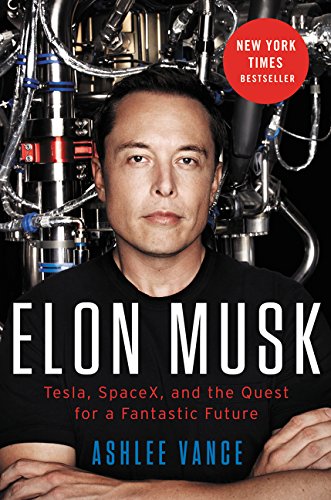 NEW YORK
TIMES
BESTSELLER
ELON MUSK
Tesla, SpaceX, and the Quest
for a Fantastic Future
ASHLEE VANCE